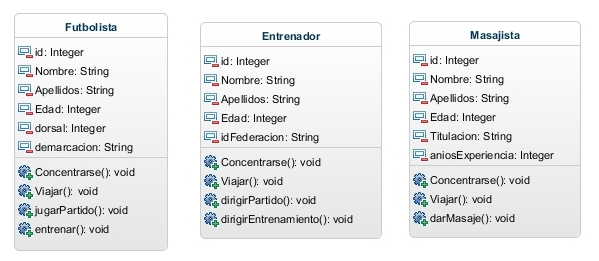 Futbolista
id: Integer
Nombre: String
Apellidos: String
Edad: Integer
dorsal: Integer
demarcacion: String
Concentrarse(): void
Viajar(): void
jugarPartido(): void
entrenar(): void
Entrenador
id: Integer
Nombre: String
Apellidos: String
Edad: Integer
idFederacion: String
Concentrarse(): void
Viajar(): void
dirigirPartido(): void
dirigirEntrenamiento(): void
Masajista
id: Integer
Nombre: String
Apellidos: String
Edad: Integer
Titulacion: String
aniosExperiencia: Integer
Concentrarse(): void
Viajar(): void
darMasaje(): void